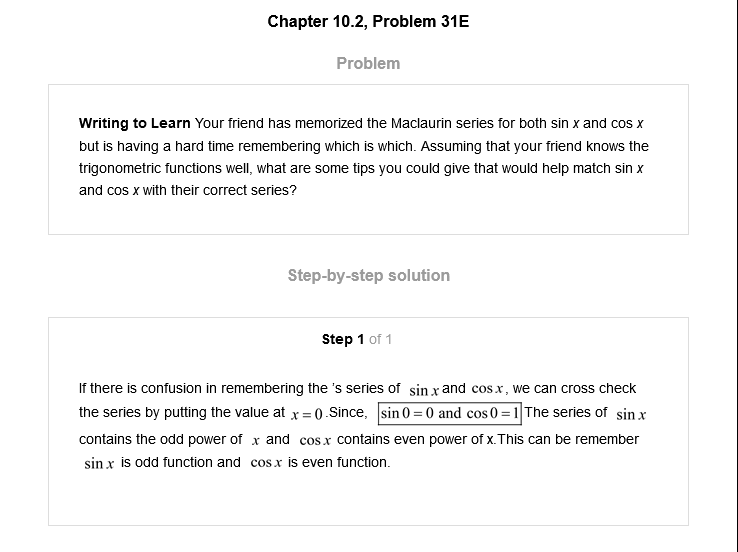 Chapter 10.2, Problem 31E
Problem
Writing to Learn Your friend has memorized the Maclaurin series for both sin x and cos x
but is having a hard time remembering which is which. Assuming that your friend knows the
trigonometric functions well, what are some tips you could give that would help match sin x
and cos x with their correct series?
Step-by-step solution
Step 1 of 1
If there is confusion in remembering the 's series of sin x and cos x, we can cross check
the series by putting the value at x = 0.Since, sin 0 = 0 and cos 0 = 1 The series of sin x
contains the odd power of x and cos x contains even power of x.This can be remember
sin x is odd function and cos x is even function.